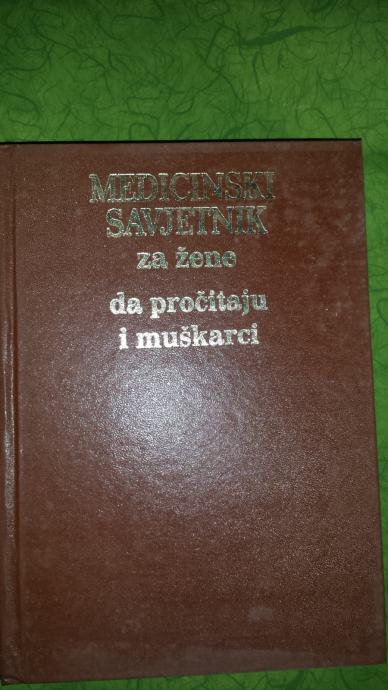 MEDICINSKI
SAVJETNIK
za žene
da pročitaju
i muškarci